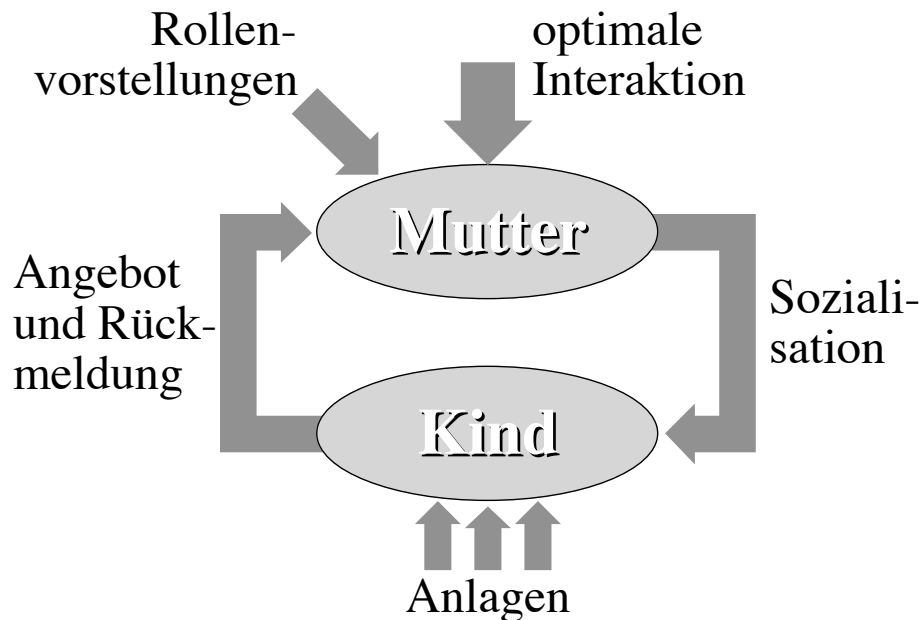 Rollen-
vorstellungen
optimale
Interaktion
Mutter
Angebot
und Rück-
meldung
Soziali-
sation
Kind
Anlagen